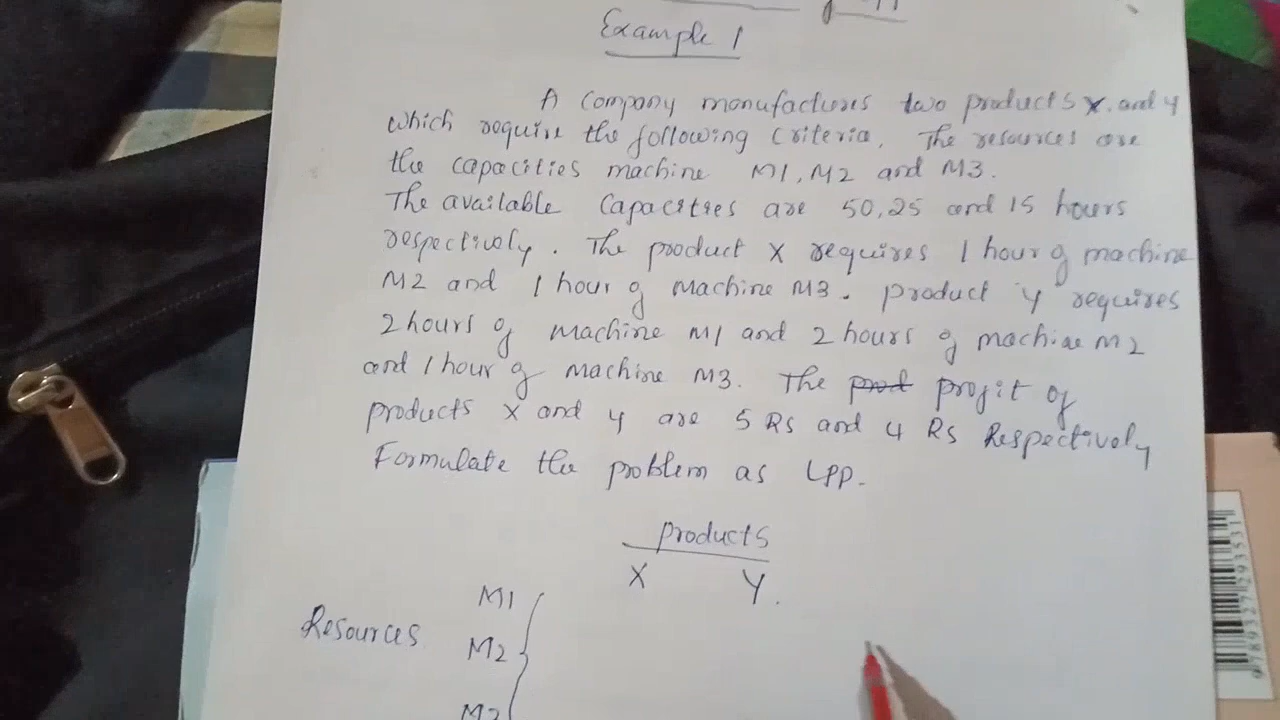 Example 1
A Company manufactures two products X and y
which require the following Criteria. The resources are
the capacities machine M1, M2 and M3.
The available Capacities are 50, 25 and 15 hours
respectively. The product X requires 1 hour of machine
M2 and 1 hour of machine M3. product y requires
2 hours of machine M1 and 2 hours of machine M2
and 1 hour of machine M3. The prod profit of
products X and y are 5 Rs and 4 Rs Respectively
Formulate the problem as LPP.
products
X Y.
M1
Resources
M2
M3
9789327293531